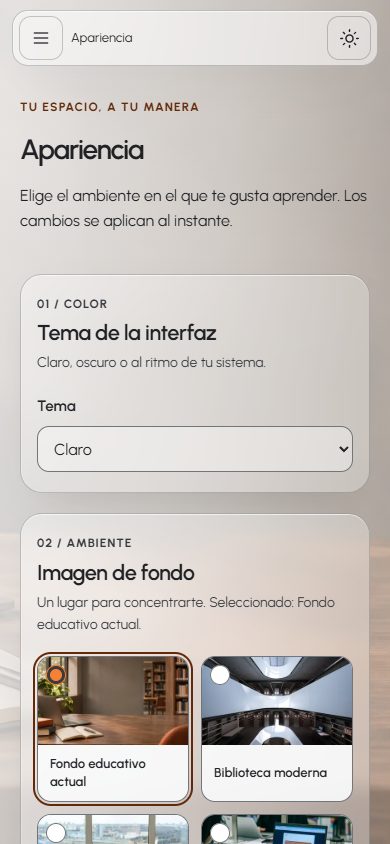 Apariencia
TU ESPACIO, A TU MANERA
Apariencia
Elige el ambiente en el que te gusta aprender. Los
cambios se aplican al instante.
01 / COLOR
Tema de la interfaz
Claro, oscuro o al ritmo de tu sistema.
Tema
Claro
02 / AMBIENTE
Imagen de fondo
Un lugar para concentrarte. Seleccionado: Fondo
educativo actual.
Fondo educativo
actual
Biblioteca moderna